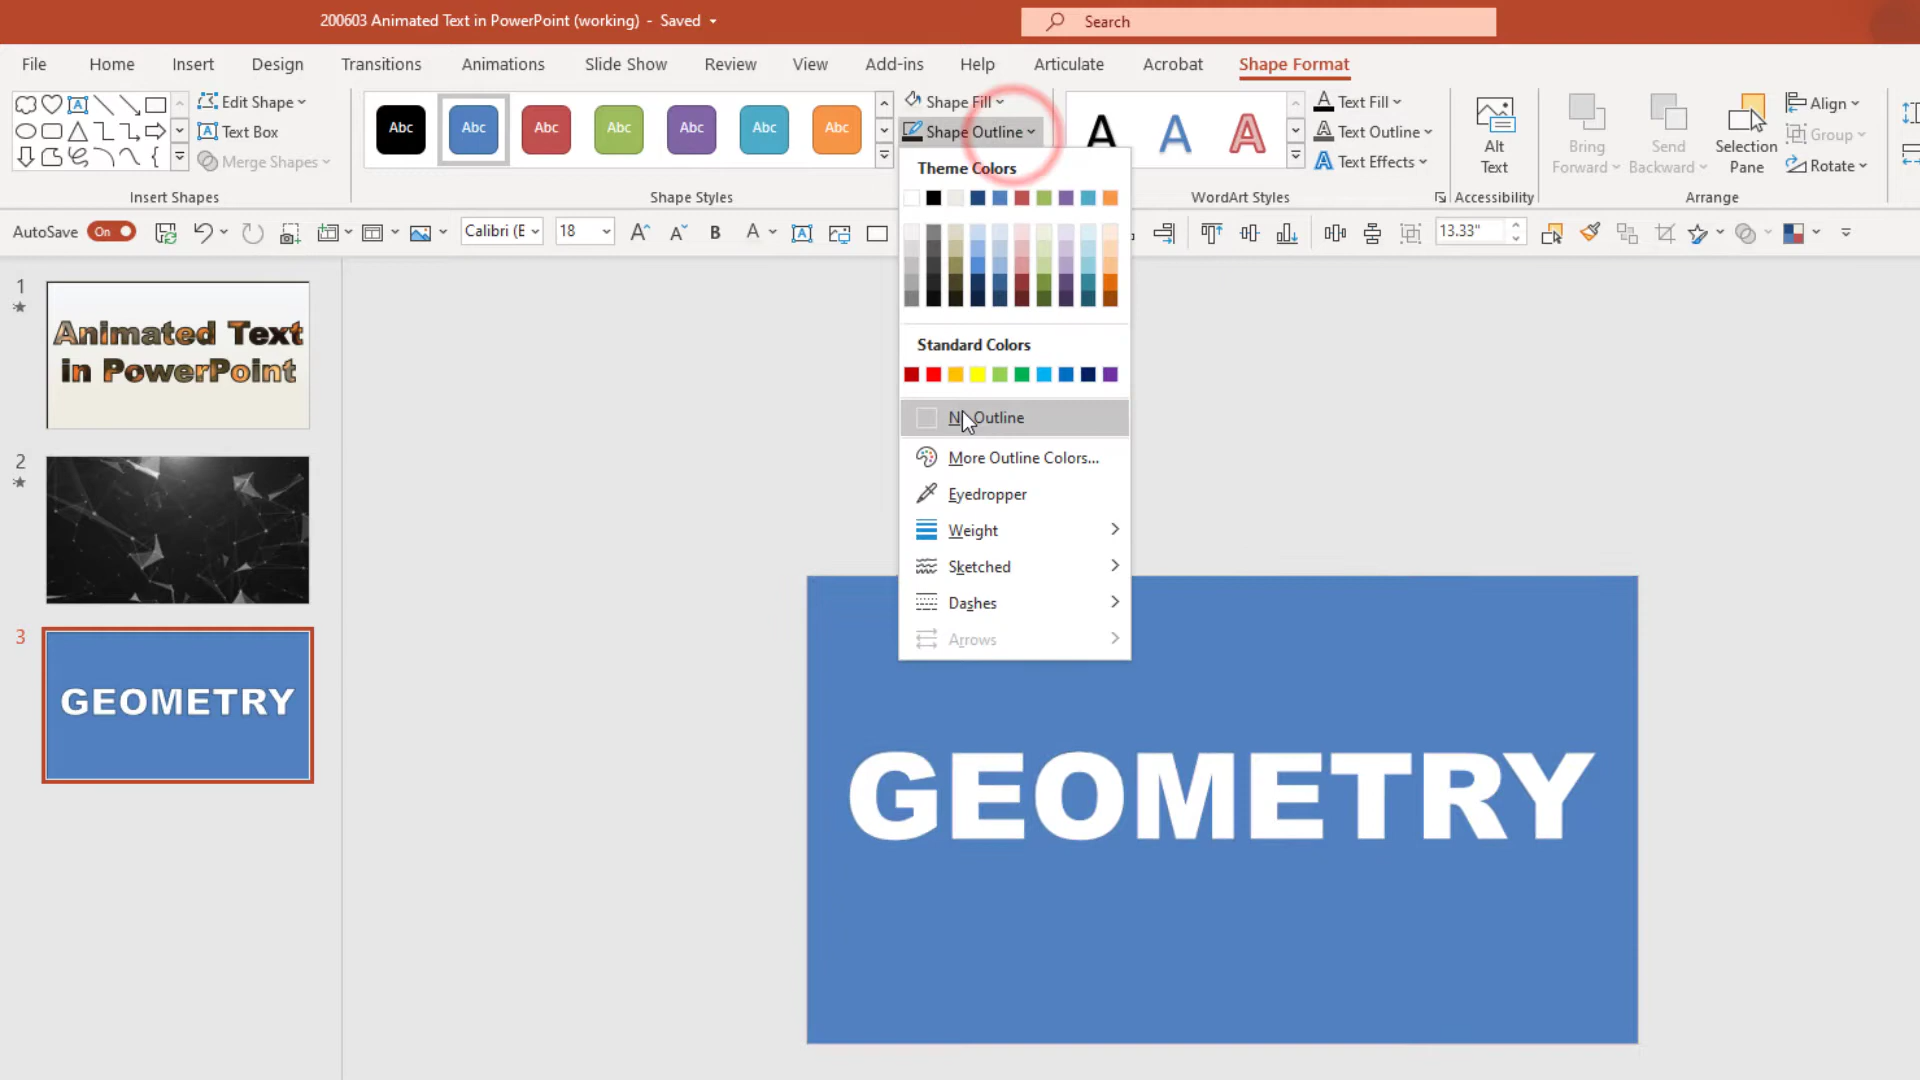 200603 Animated Text in PowerPoint (working) - Saved
Search
File Home Insert Design Transitions Animations Slide Show Review View Add-ins Help Articulate Acrobat Shape Format
Edit Shape
Text Box
Merge Shapes
Insert Shapes
Abc Abc Abc Abc Abc Abc Abc
Shape Styles
Shape Fill
Shape Outline
A A A
WordArt Styles
Text Fill
Text Outline
Text Effects
Alt Text
Accessibility
Bring Forward
Send Backward
Selection Pane
Align
Group
Rotate
Arrange
AutoSave On
Calibri (E
18
13.33"
Theme Colors
Standard Colors
Outline
More Outline Colors...
Eyedropper
Weight
Sketched
Dashes
Arrows
1
Animated Text
in PowerPoint
2
3
GEOMETRY
GEOMETRY